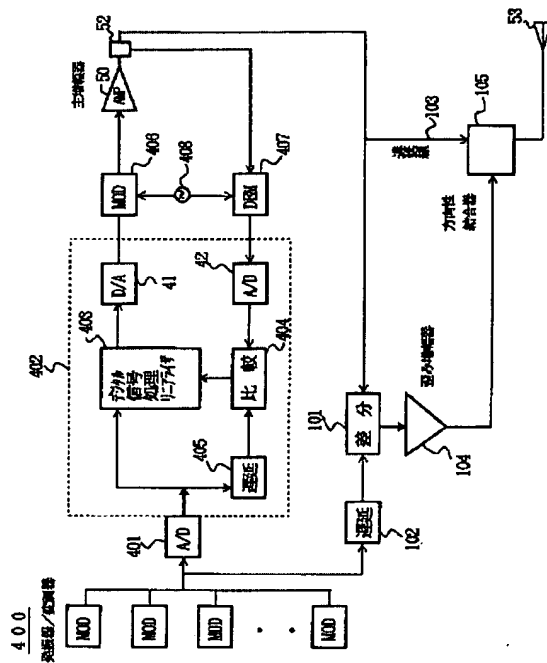 400
発振器/変調器
MOD
MOD
MOD
MOD
401
A/D
402
403
デジタル
信号
処理
リニアライザ
405
遅延
比較
404
D/A
41
A/D
42
MOD
406
408
DEM
407
主増幅器
50
AMP
52
101
差分
遅延
102
歪み増幅器
104
遅延線
103
方向性
結合器
105
53